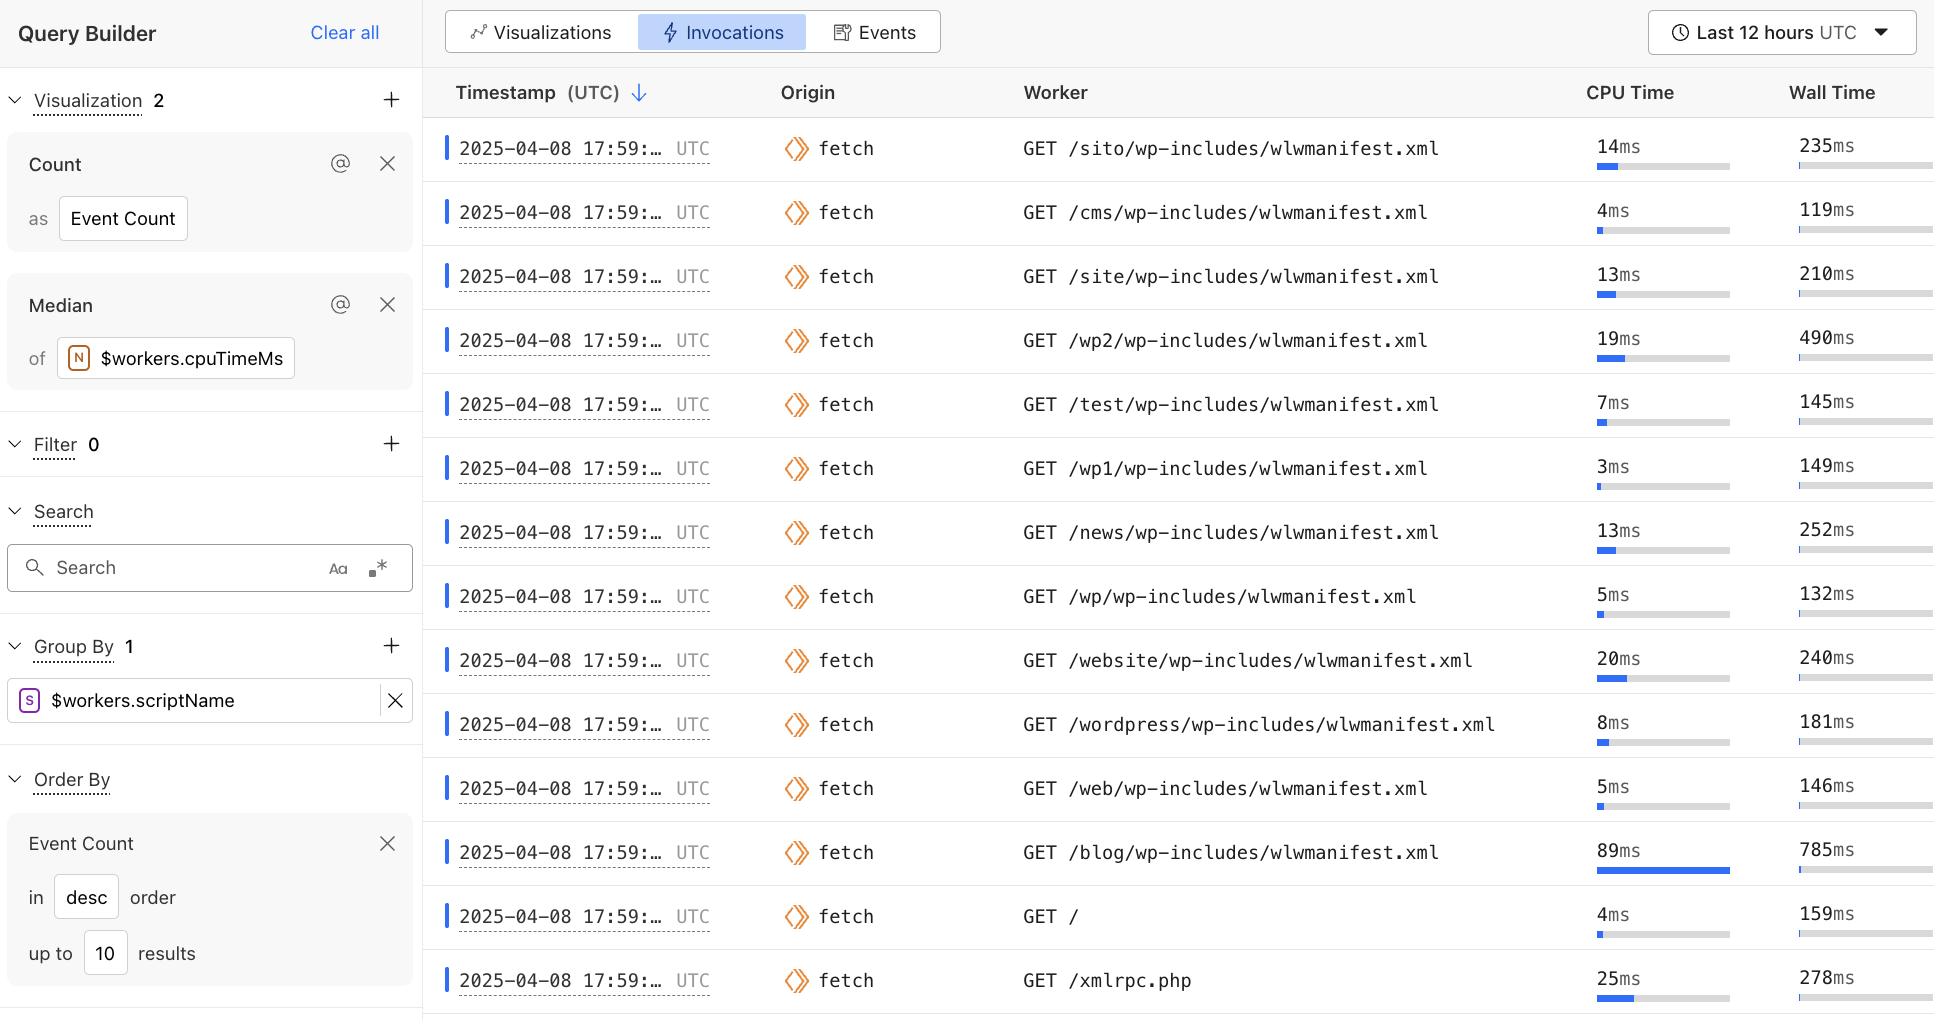 Query Builder
Clear all
Visualization 2
Count
as Event Count
Median
of N $workers.cpuTimeMs
Filter 0
Search
Search Aa .*
Group By 1
S $workers.scriptName
Order By
Event Count
in desc order
up to 10 results
Visualizations Invocations Events
Last 12 hours UTC
Timestamp (UTC) Origin Worker CPU Time Wall Time
2025-04-08 17:59:… UTC fetch GET /sito/wp-includes/wlwmanifest.xml 14ms 235ms
2025-04-08 17:59:… UTC fetch GET /cms/wp-includes/wlwmanifest.xml 4ms 119ms
2025-04-08 17:59:… UTC fetch GET /site/wp-includes/wlwmanifest.xml 13ms 210ms
2025-04-08 17:59:… UTC fetch GET /wp2/wp-includes/wlwmanifest.xml 19ms 490ms
2025-04-08 17:59:… UTC fetch GET /test/wp-includes/wlwmanifest.xml 7ms 145ms
2025-04-08 17:59:… UTC fetch GET /wp1/wp-includes/wlwmanifest.xml 3ms 149ms
2025-04-08 17:59:… UTC fetch GET /news/wp-includes/wlwmanifest.xml 13ms 252ms
2025-04-08 17:59:… UTC fetch GET /wp/wp-includes/wlwmanifest.xml 5ms 132ms
2025-04-08 17:59:… UTC fetch GET /website/wp-includes/wlwmanifest.xml 20ms 240ms
2025-04-08 17:59:… UTC fetch GET /wordpress/wp-includes/wlwmanifest.xml 8ms 181ms
2025-04-08 17:59:… UTC fetch GET /web/wp-includes/wlwmanifest.xml 5ms 146ms
2025-04-08 17:59:… UTC fetch GET /blog/wp-includes/wlwmanifest.xml 89ms 785ms
2025-04-08 17:59:… UTC fetch GET / 4ms 159ms
2025-04-08 17:59:… UTC fetch GET /xmlrpc.php 25ms 278ms